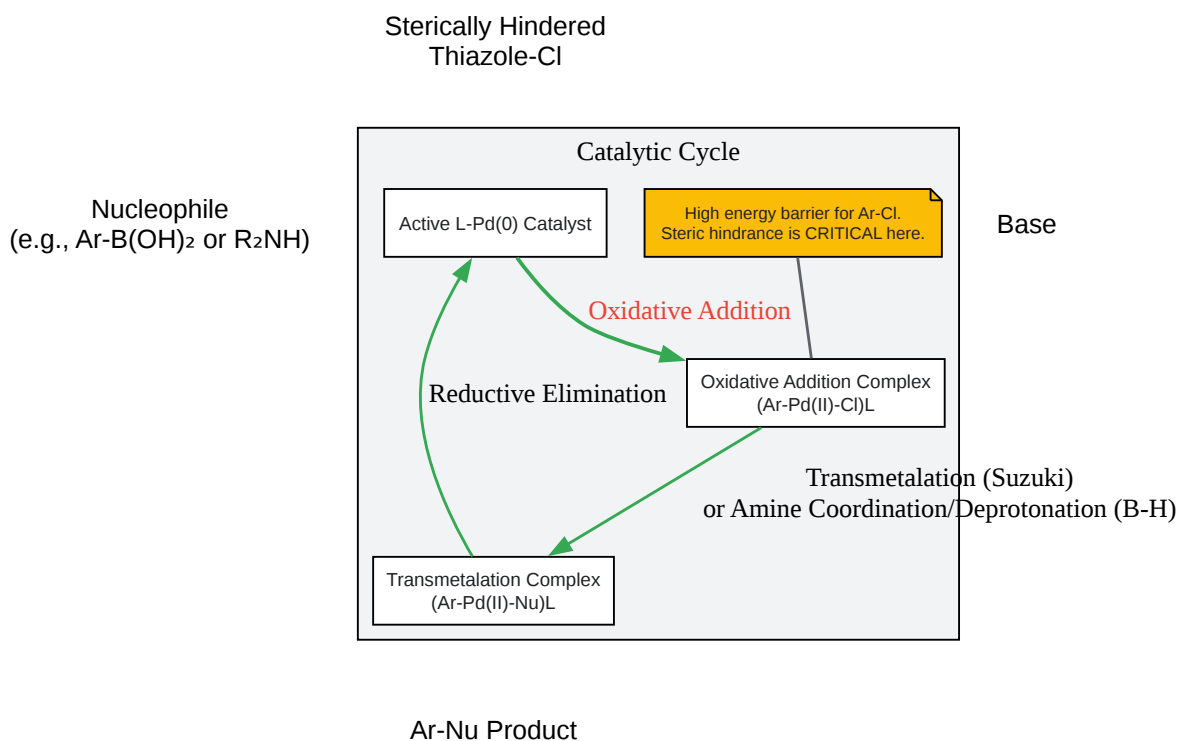 Sterically Hindered
Thiazole-Cl
Catalytic Cycle
Nucleophile
(e.g., Ar-B(OH)₂ or R₂NH)
Active L-Pd(0) Catalyst
High energy barrier for Ar-Cl.
Steric hindrance is CRITICAL here.
Base
Oxidative Addition
Reductive Elimination
Oxidative Addition Complex
(Ar-Pd(II)-Cl)L
Transmetalation (Suzuki)
or Amine Coordination/Deprotonation (B-H)
Transmetalation Complex
(Ar-Pd(II)-Nu)L
Ar-Nu Product